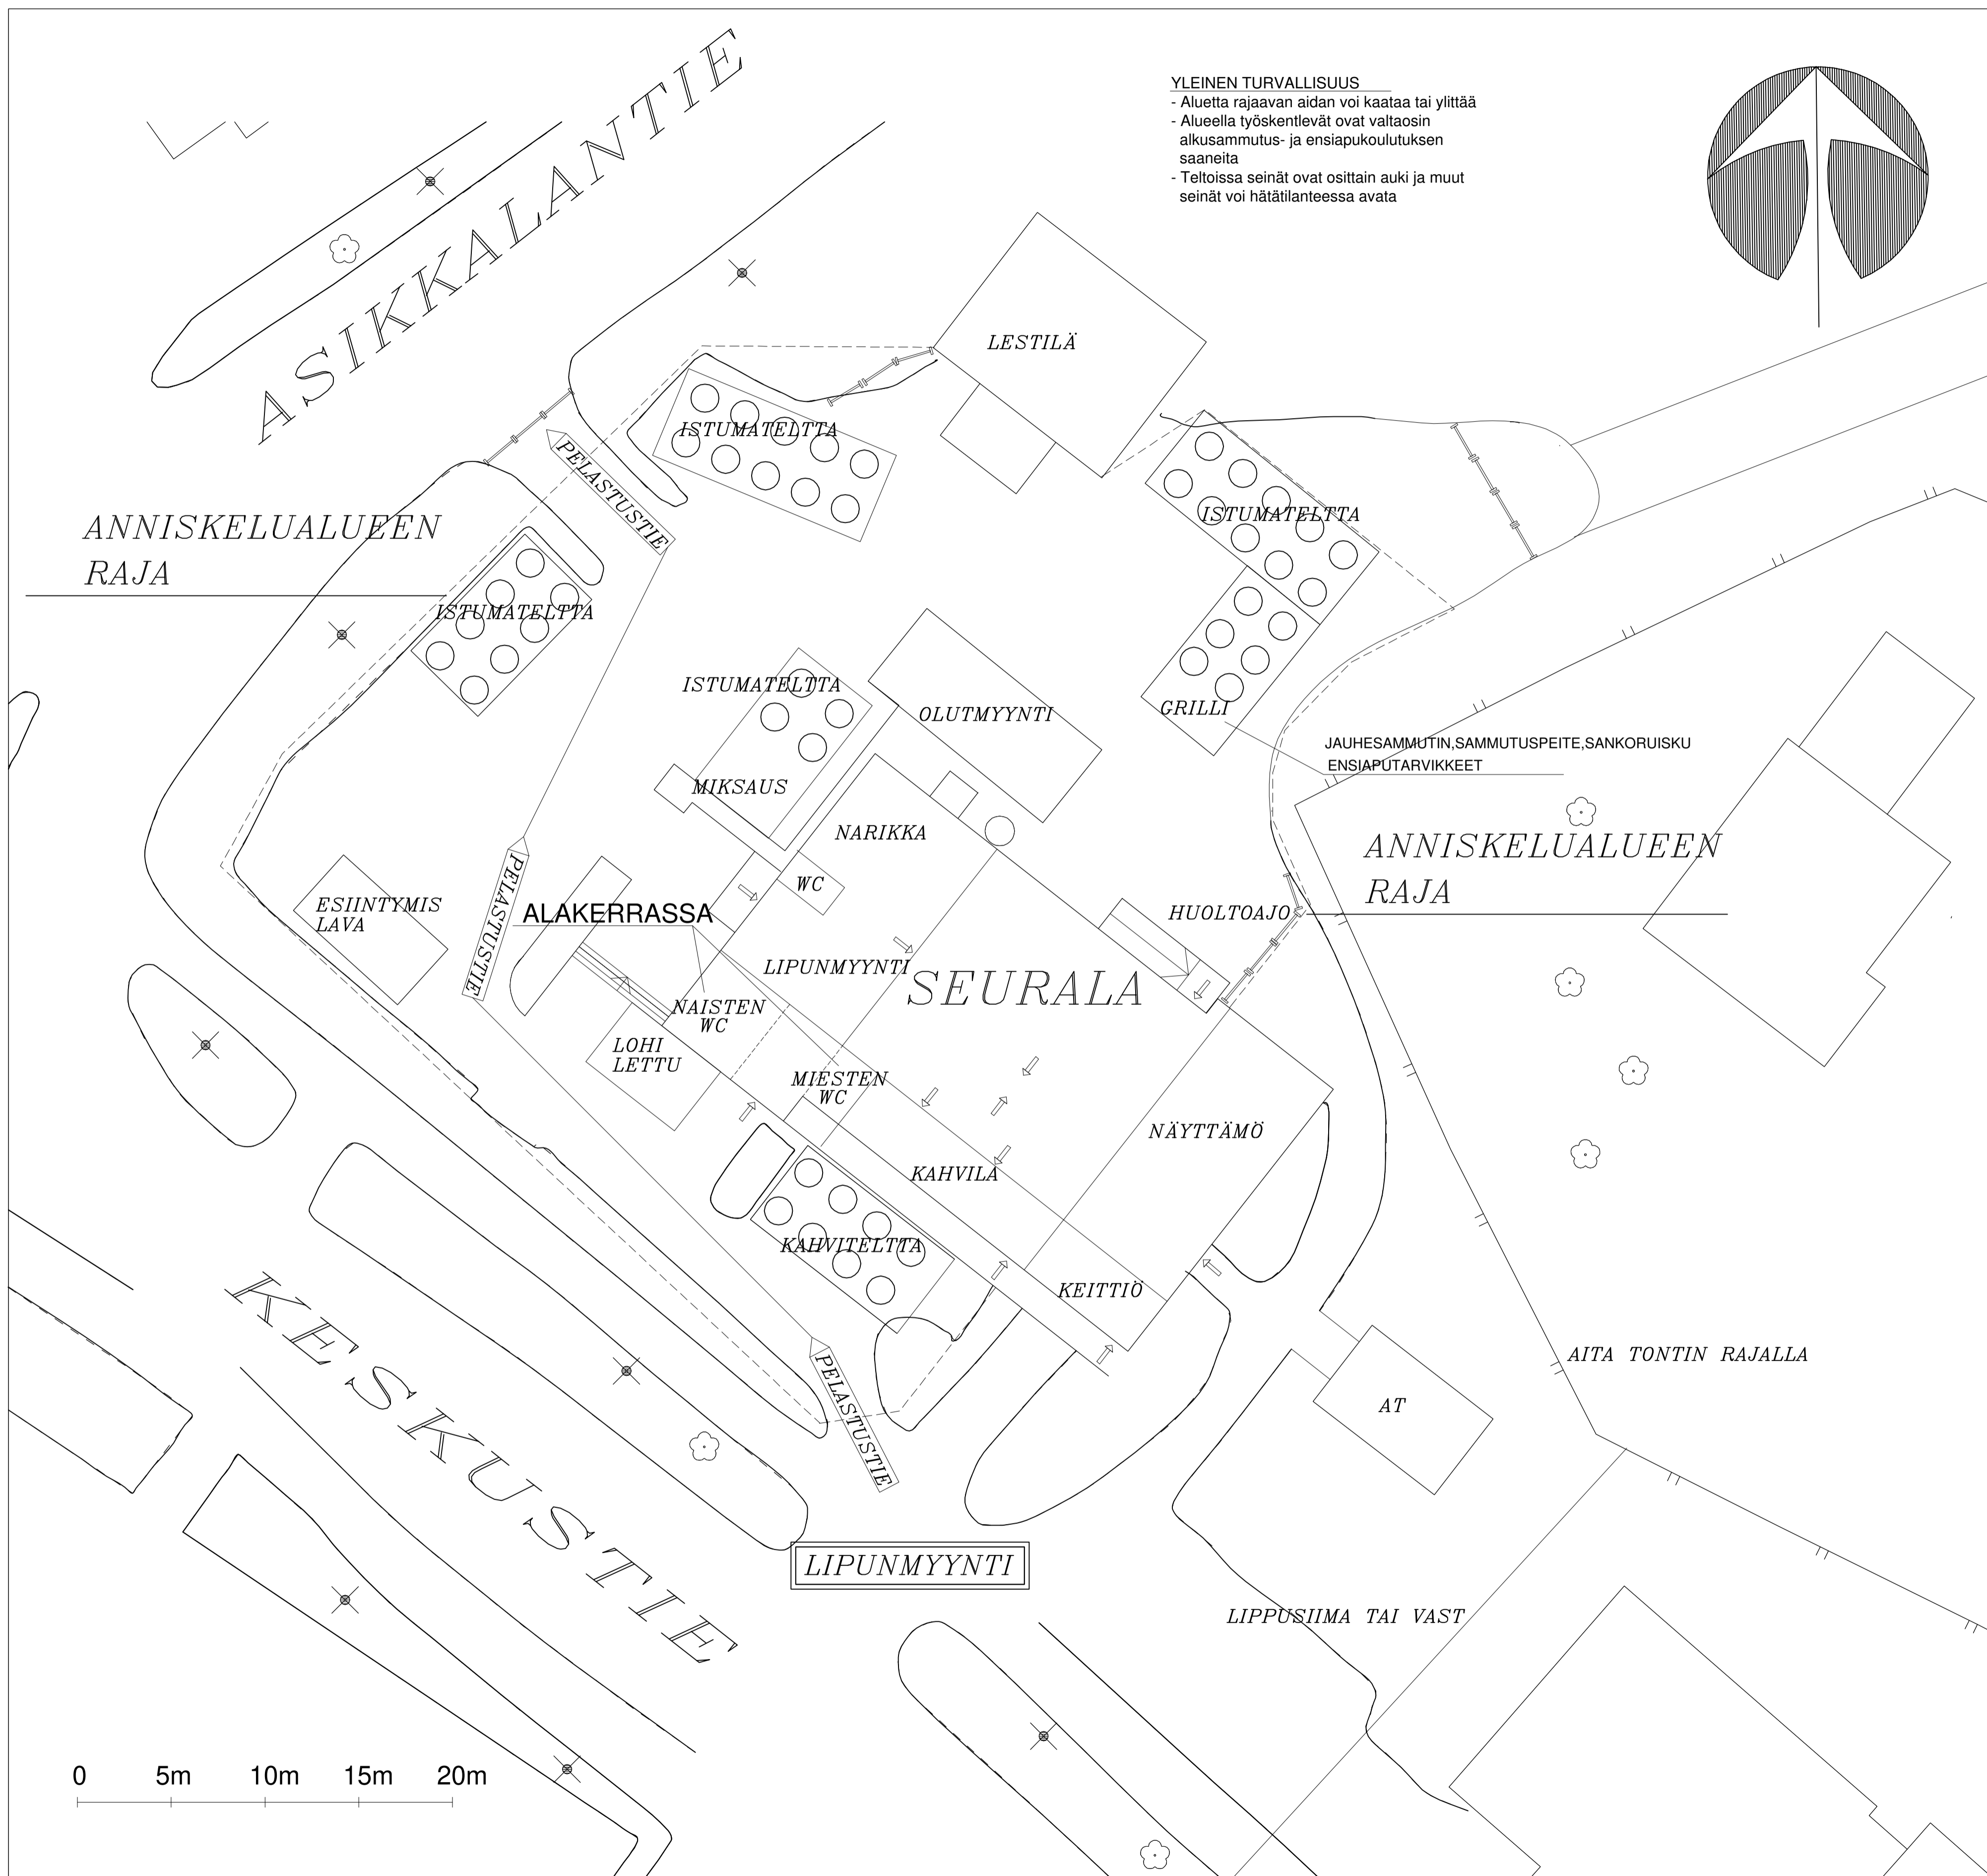 YLEINEN TURVALLISUUS
- Aluetta rajaavan aidan voi kaataa tai ylittää
- Alueella työskentlevät ovat valtaosin
alkusammutus- ja ensiapukoulutuksen
saaneita
- Teltoissa seinät ovat osittain auki ja muut
seinät voi hätätilanteessa avata
ASIKKALANTIE
LESTILÄ
ISTUMATELTTA
PELASTUSTIE
ISTUMATELTTA
ANNISKELUALUEEN
RAJA
ISTUMATELTTA
ISTUMATELTTA
OLUTMYYNTI
GRILLI
JAUHESAMMUTIN,SAMMUTUSPEITE,SANKORUISKU
ENSIAPUTARVIKKEET
MIKSAUS
NARIKKA
ANNISKELUALUEEN
RAJA
WC
ESIINTYMIS
LAVA
PELASTUSTIE
ALAKERRASSA
HUOLTOAJO
LIPUNMYYNTI
SEURALA
NAISTEN
WC
LOHI
LETTU
MIESTEN
WC
NÄYTTÄMÖ
KAHVILA
KAHVITELTTA
KEITTIÖ
KESKUSTIE
PELASTUSTIE
AITA TONTIN RAJALLA
AT
LIPUNMYYNTI
LIPPUSIIMA TAI VAST
0 5m 10m 15m 20m